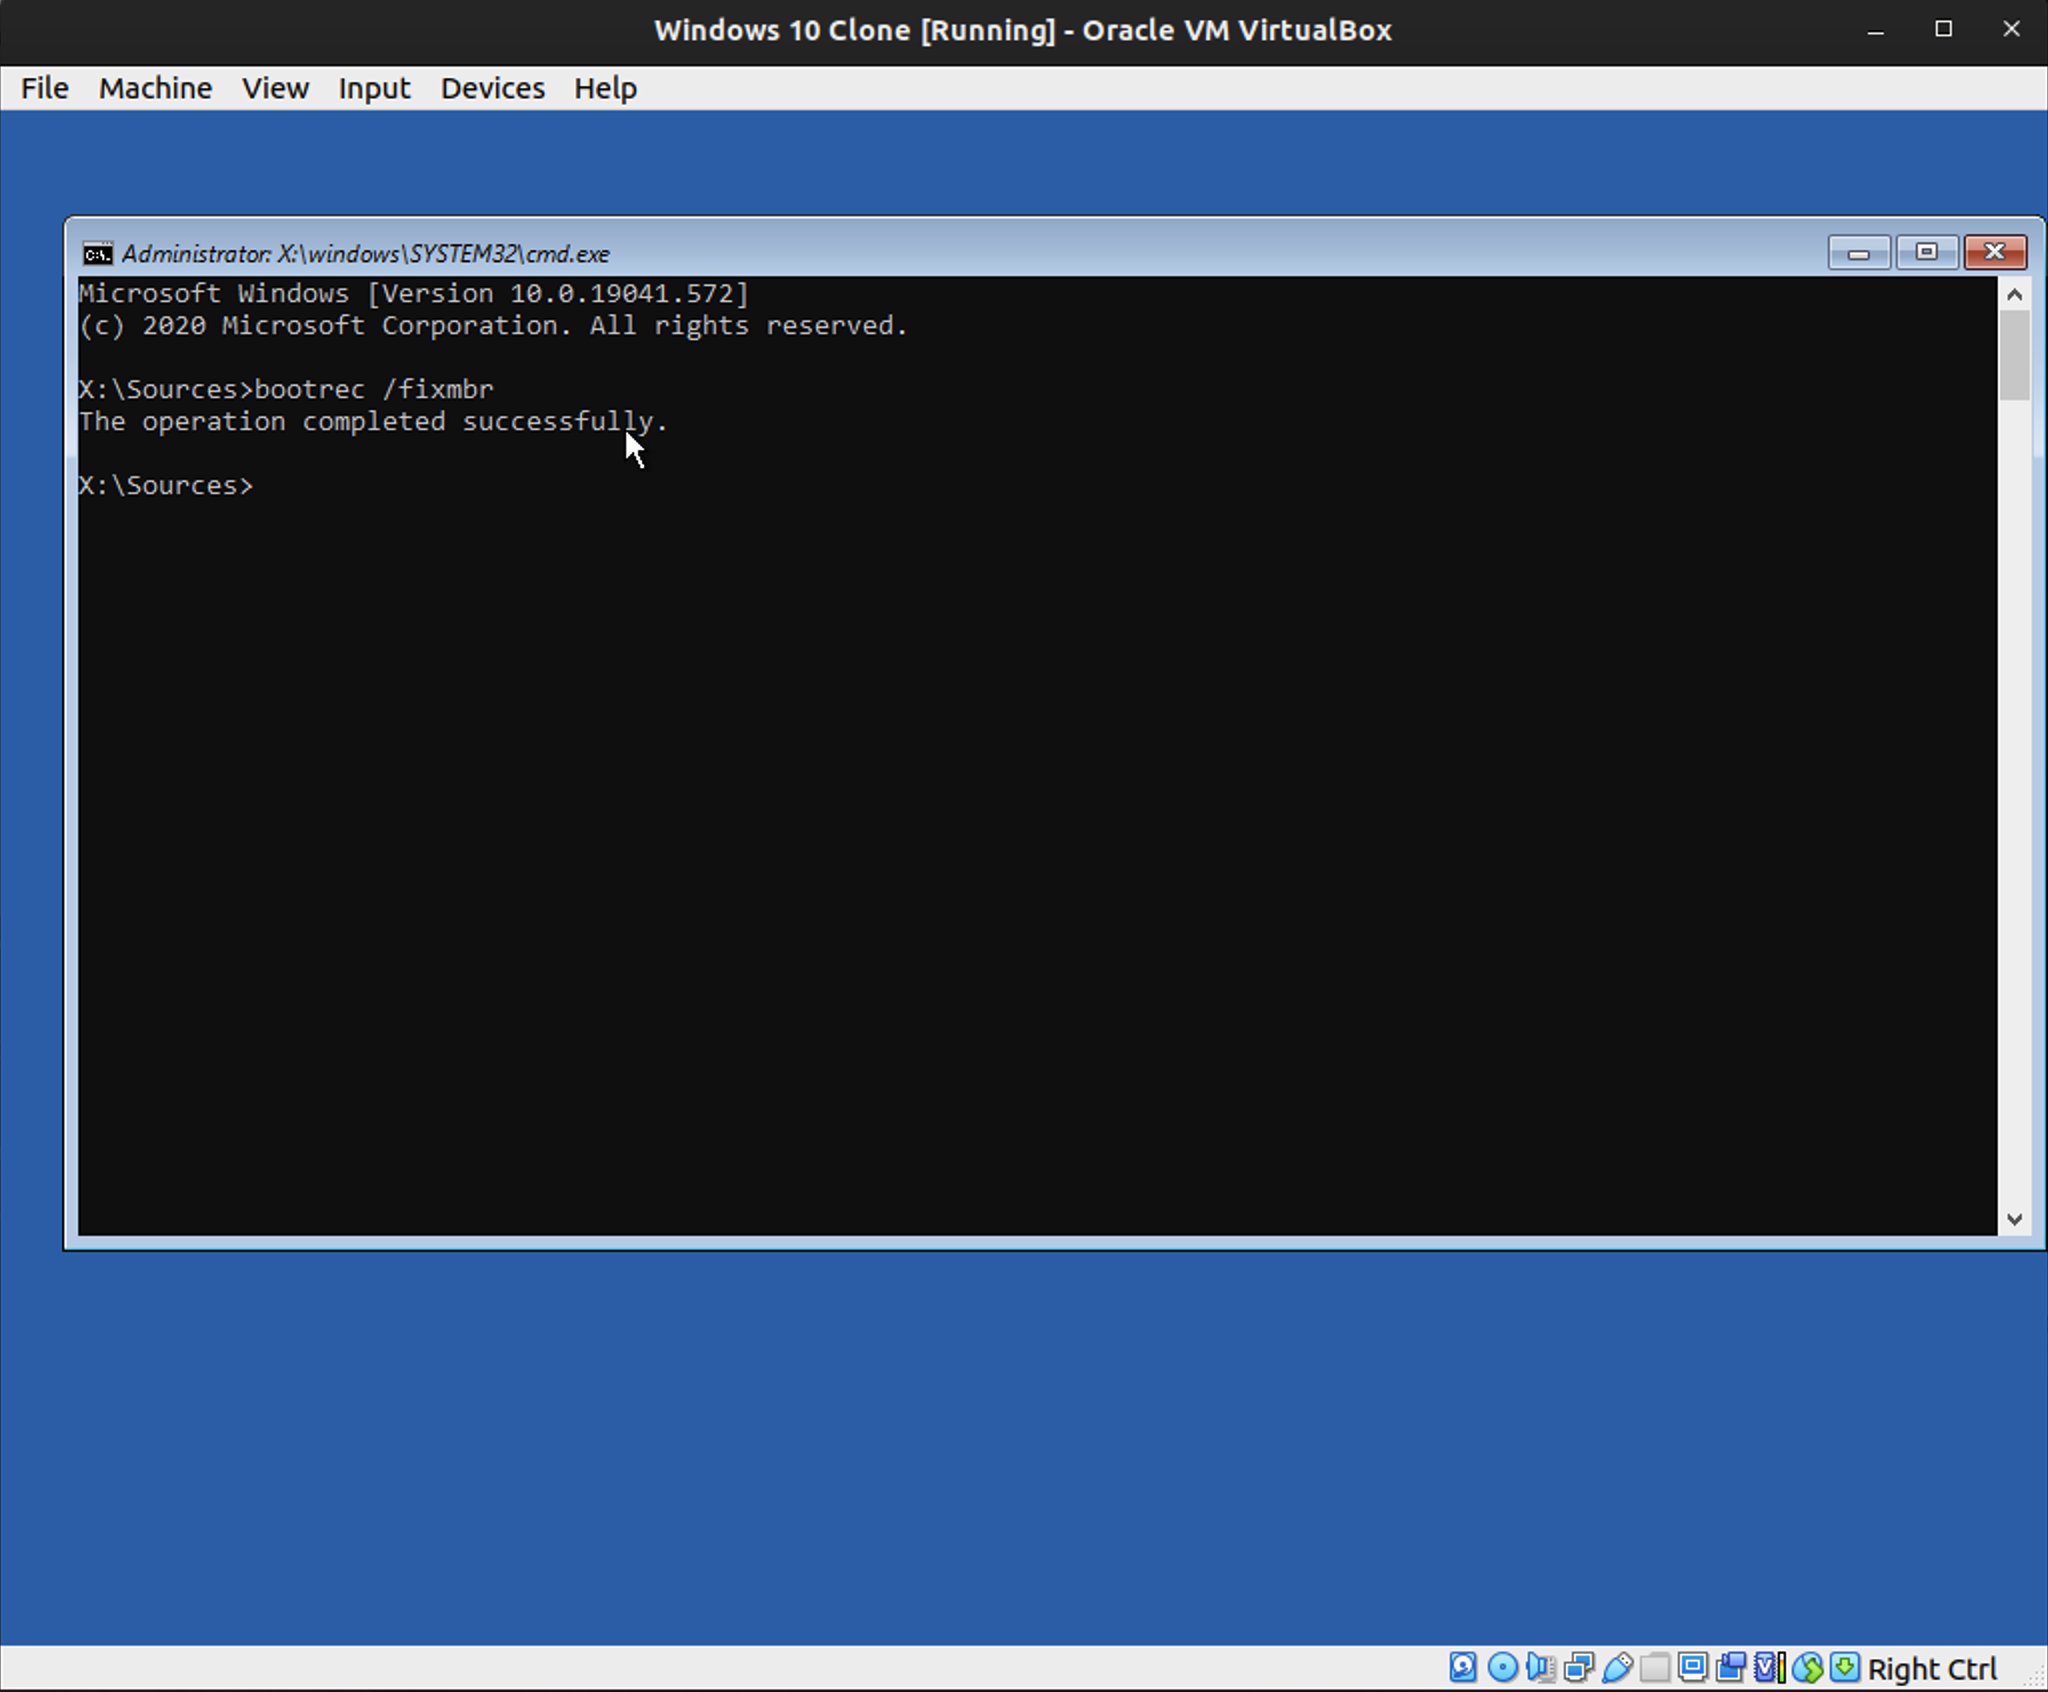 Windows 10 Clone [Running] - Oracle VM VirtualBox
File Machine View Input Devices Help
Administrator: X:\windows\SYSTEM32\cmd.exe
Microsoft Windows [Version 10.0.19041.572]
(c) 2020 Microsoft Corporation. All rights reserved.
X:\Sources>bootrec /fixmbr
The operation completed successfully.
X:\Sources>
Right Ctrl